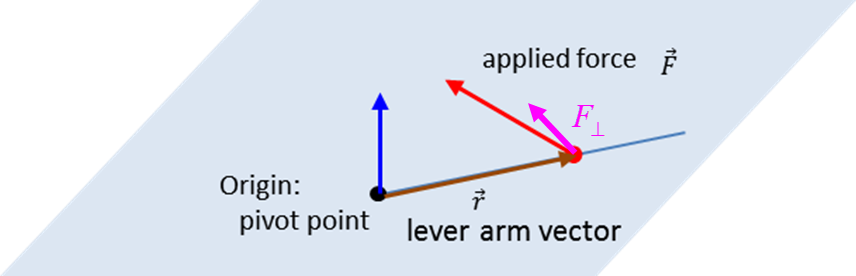 applied force F⃗
F⊥
Origin:
pivot point
r⃗
lever arm vector